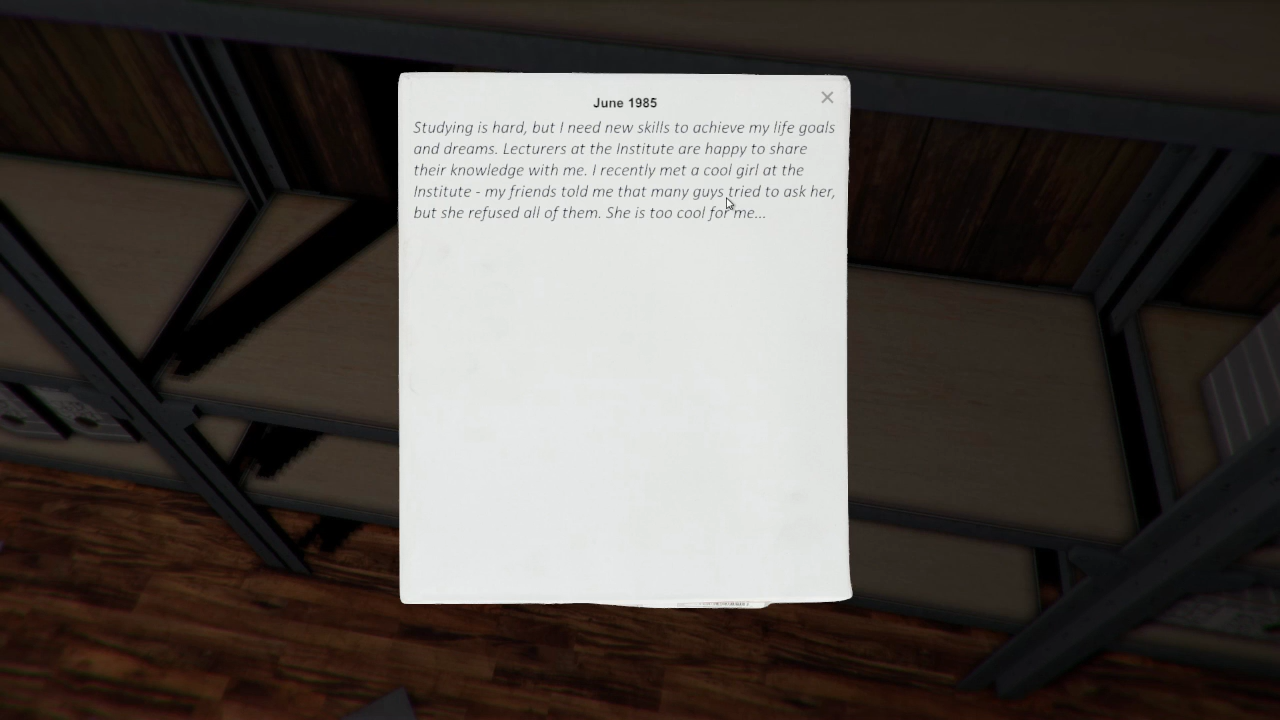 June 1985
Studying is hard, but I need new skills to achieve my life goals
and dreams. Lecturers at the Institute are happy to share
their knowledge with me. I recently met a cool girl at the
Institute - my friends told me that many guys tried to ask her,
but she refused all of them. She is too cool for me...